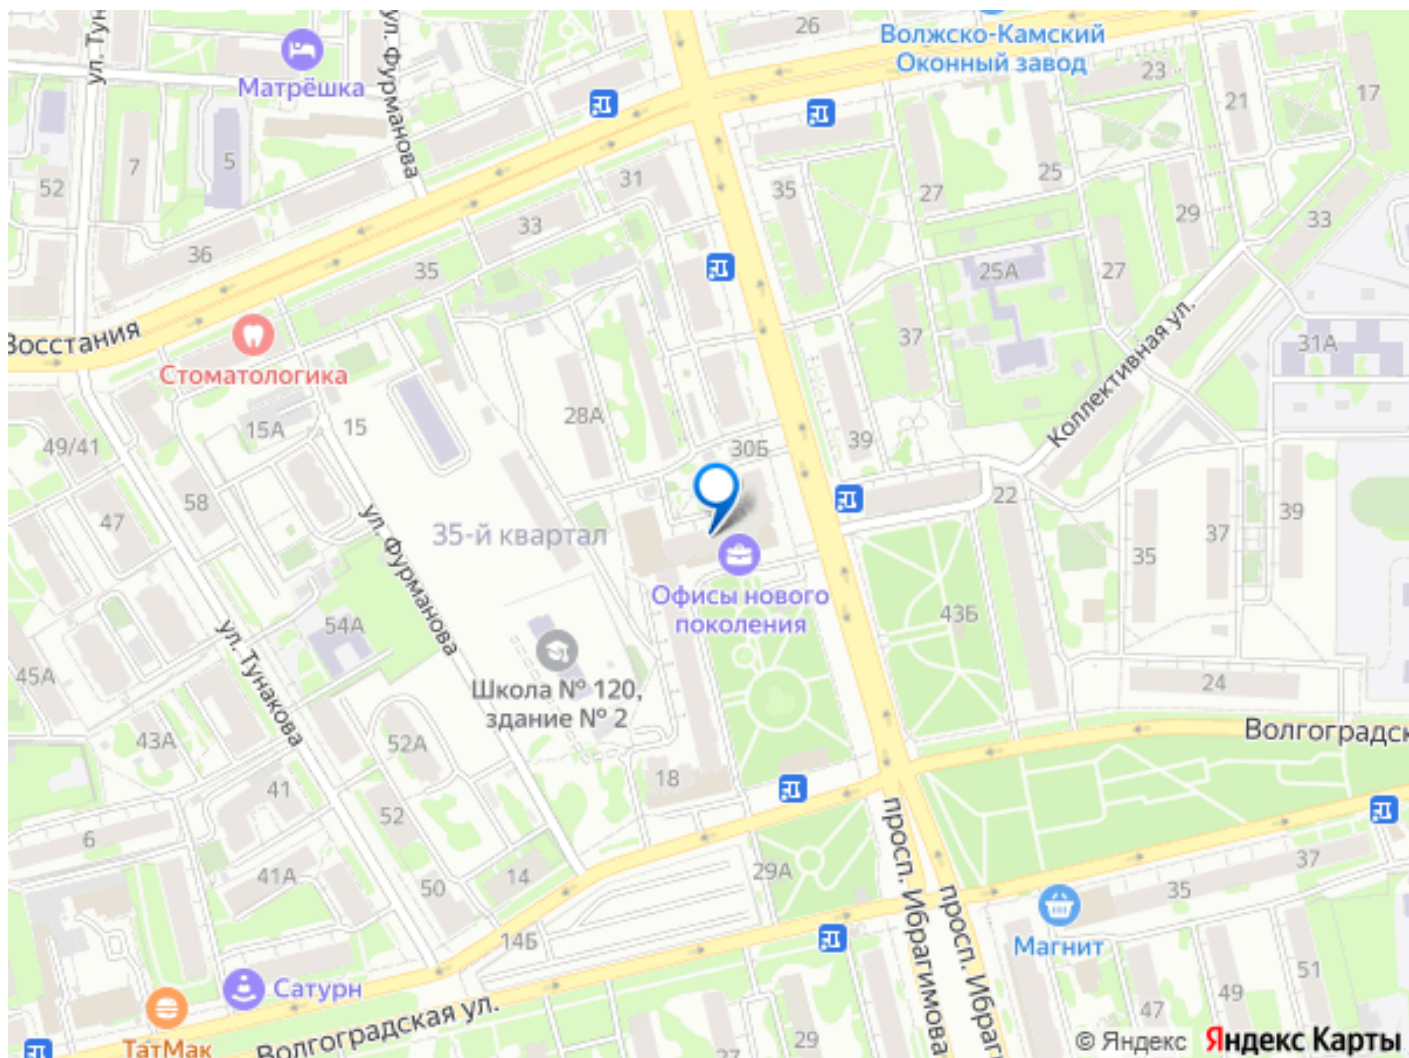 ул. Тун
ул. Фурманова
26
Волжско-Камский
Оконный завод
23
Матрёшка
21
17
52
7
5
31
35
27
25
29
33
33
36
35
25А
27
Восстания
37
31А
Стоматологика
Коллективная ул.
28А
15А
15
39
30Б
49/41
58
47
22
35
37
39
35-й квартал
ул. Фурманова
Офисы нового
поколения
43Б
54А
ул. Тунакова
45А
Школа № 120,
здание № 2
24
43А
52А
Волгоградск
18
41
52
6
просп. Ибрагимова
29А
37
41А
50
14
35
просп. Ибраги
14Б
Магнит
Сатурн
51
49
47
Волгоградская ул.
29
27
ТатМак
© Яндекс
Яндекс Карты